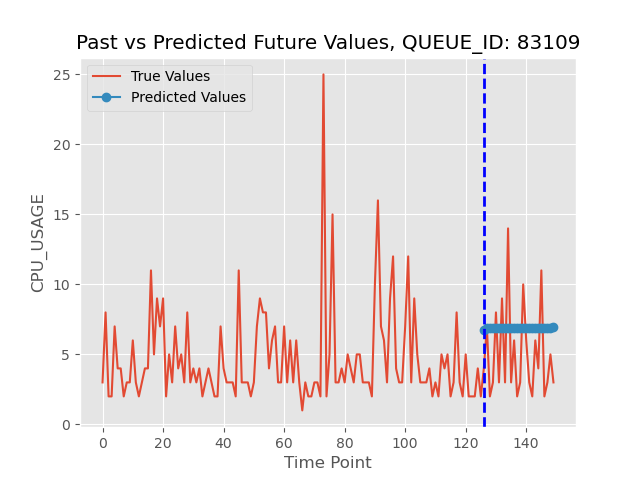 Past vs Predicted Future Values, QUEUE_ID: 83109
True Values
Predicted Values
25
20
15
10
5
0
CPU_USAGE
0 20 40 60 80 100 120 140
Time Point